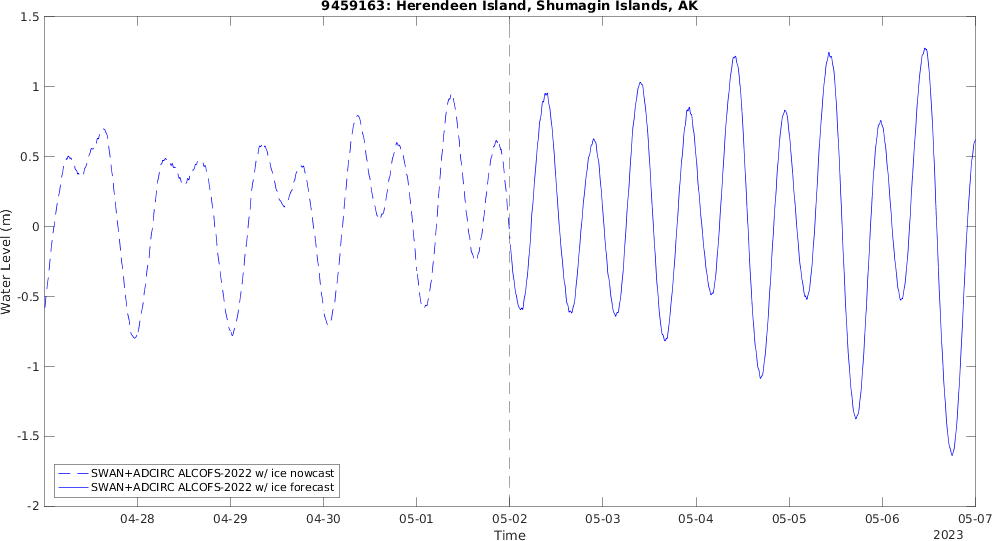 9459163: Herendeen Island, Shumagin Islands, AK
1.5
1
0.5
0
-0.5
-1
-1.5
-2
Water Level (m)
SWAN+ADCIRC ALCOFS-2022 w/ ice nowcast
SWAN+ADCIRC ALCOFS-2022 w/ ice forecast
04-28 04-29 04-30 05-01 05-02 05-03 05-04 05-05 05-06 05-07
Time
2023